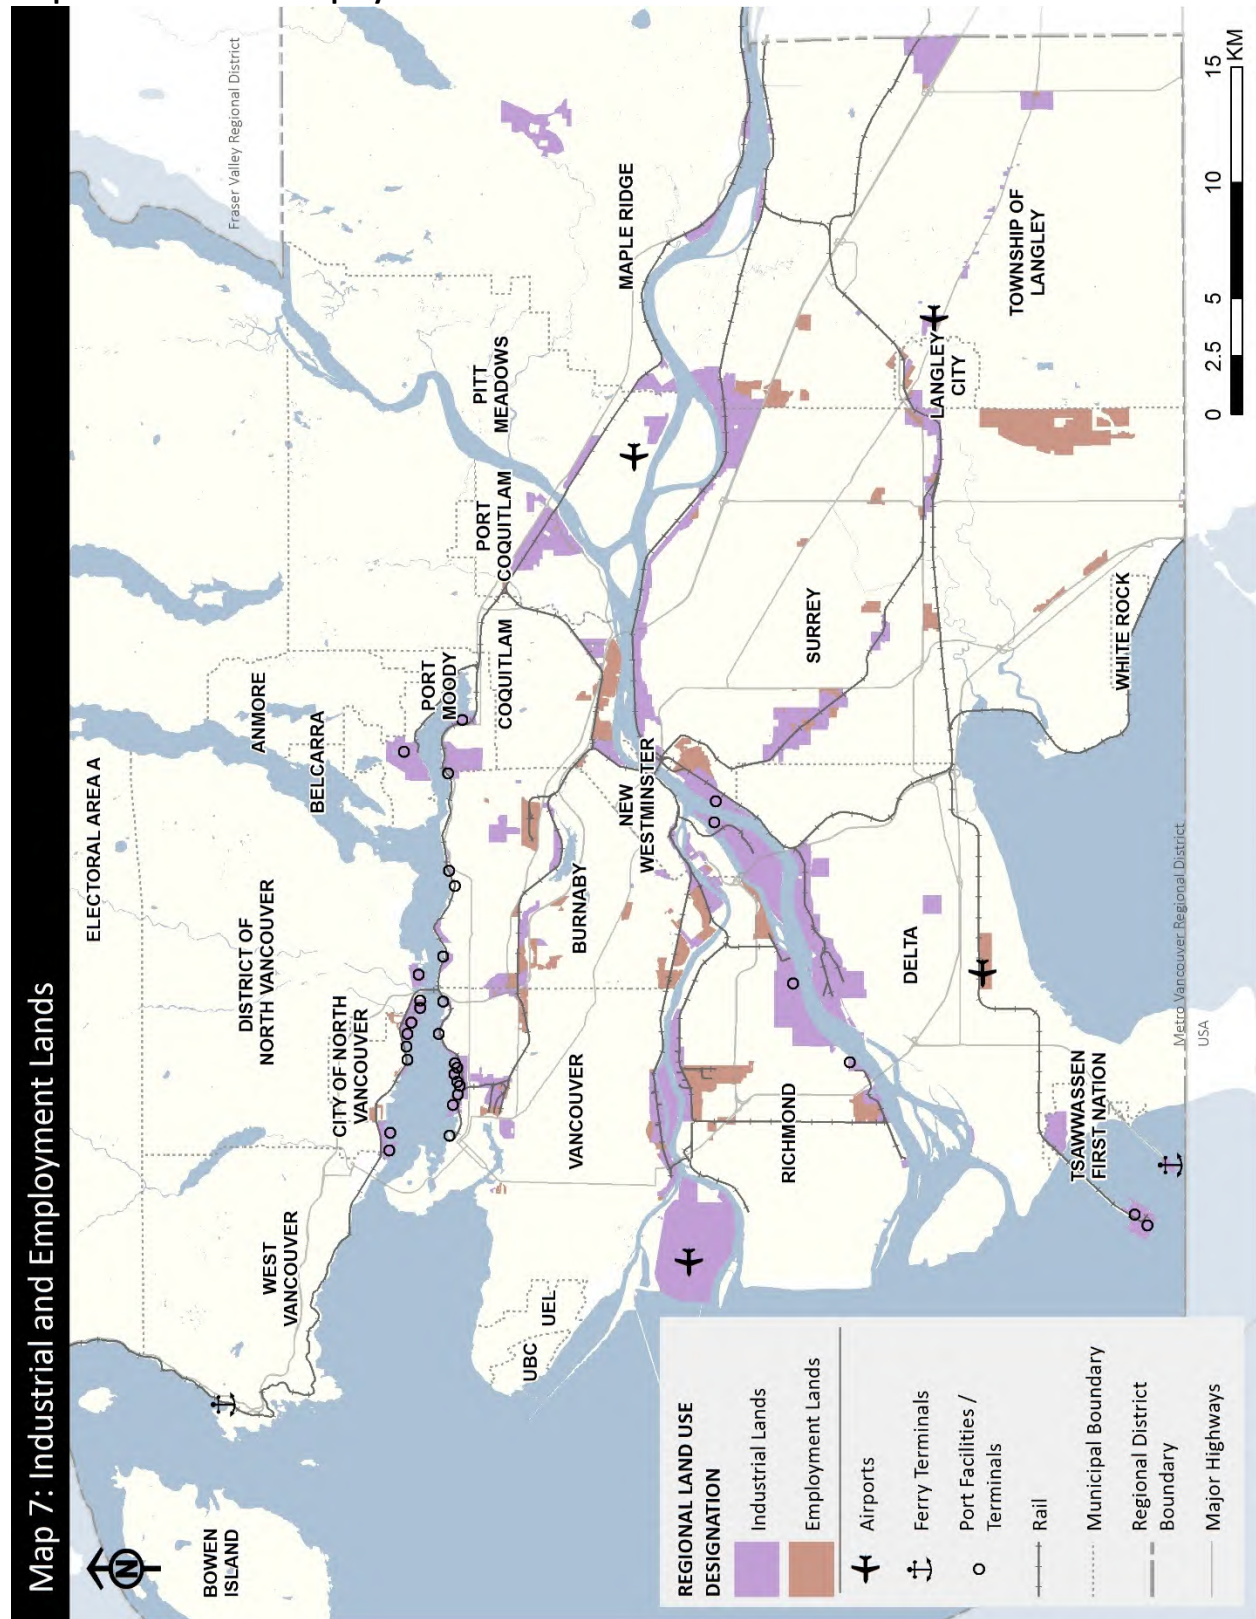 Map 7: Industrial and Employment Lands
N
BOWEN
ISLAND
WEST
VANCOUVER
CITY OF NORTH
VANCOUVER
DISTRICT OF
NORTH VANCOUVER
ELECTORAL AREA A
BELCARRA
ANMORE
PORT
MOODY
COQUITLAM
PORT
COQUITLAM
PITT
MEADOWS
MAPLE RIDGE
Fraser Valley Regional District
UBC
UEL
VANCOUVER
BURNABY
NEW
WESTMINSTER
RICHMOND
DELTA
SURREY
LANGLEY
CITY
TOWNSHIP OF
LANGLEY
WHITE ROCK
TSAWWASSEN
FIRST NATION
Metro Vancouver Regional District
USA
REGIONAL LAND USE
DESIGNATION
Industrial Lands
Employment Lands
Airports
Ferry Terminals
Port Facilities /
Terminals
Rail
Municipal Boundary
Regional District
Boundary
Major Highways
0 2.5 5 10 15
KM